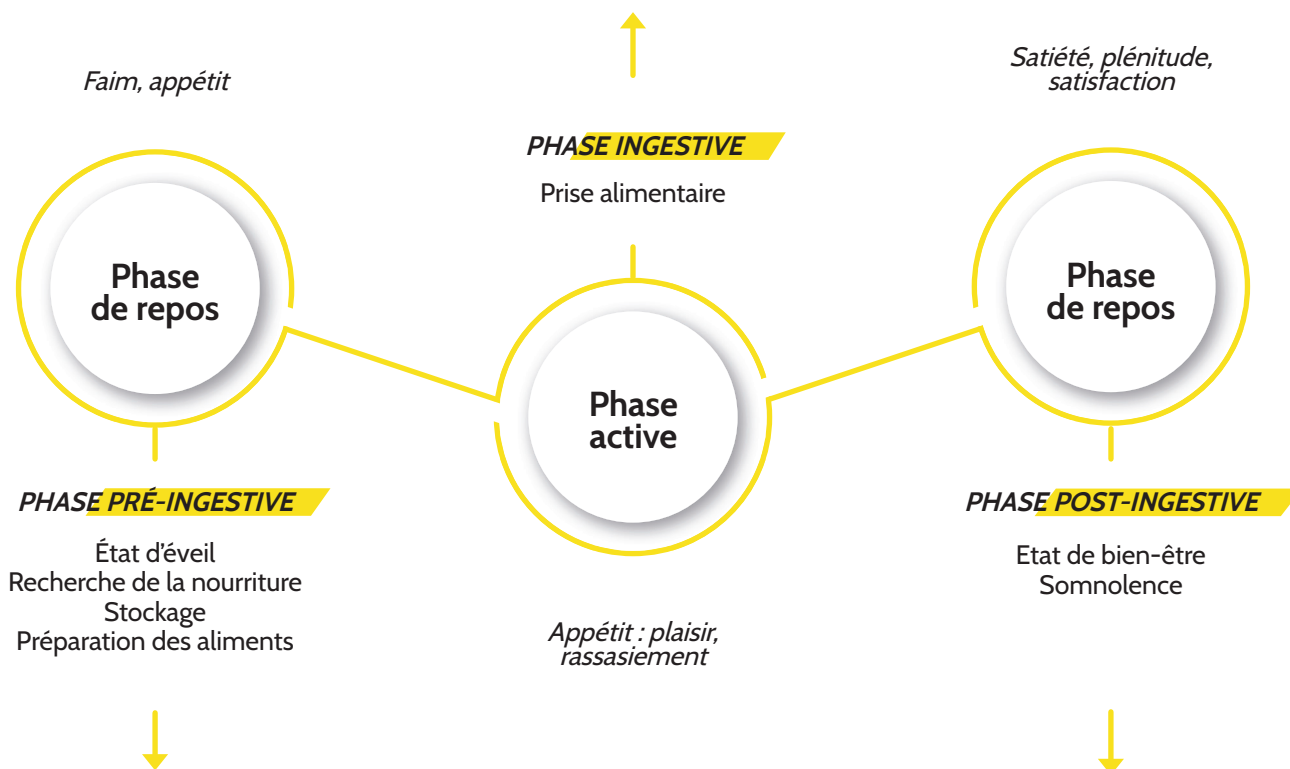 Faim, appétit
Phase
de repos
PHASE PRÉ-INGESTIVE
État d'éveil
Recherche de la nourriture
Stockage
Préparation des aliments
PHASE INGESTIVE
Prise alimentaire
Phase
active
Appétit : plaisir,
rassasiement
Satiété, plénitude,
satisfaction
Phase
de repos
PHASE POST-INGESTIVE
Etat de bien-être
Somnolence